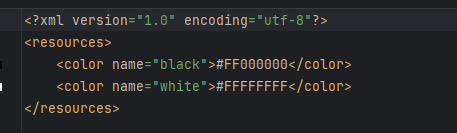 <?xml version="1.0" encoding="utf-8"?>
<resources>
    <color name="black">#FF000000</color>
    <color name="white">#FFFFFFFF</color>
</resources>